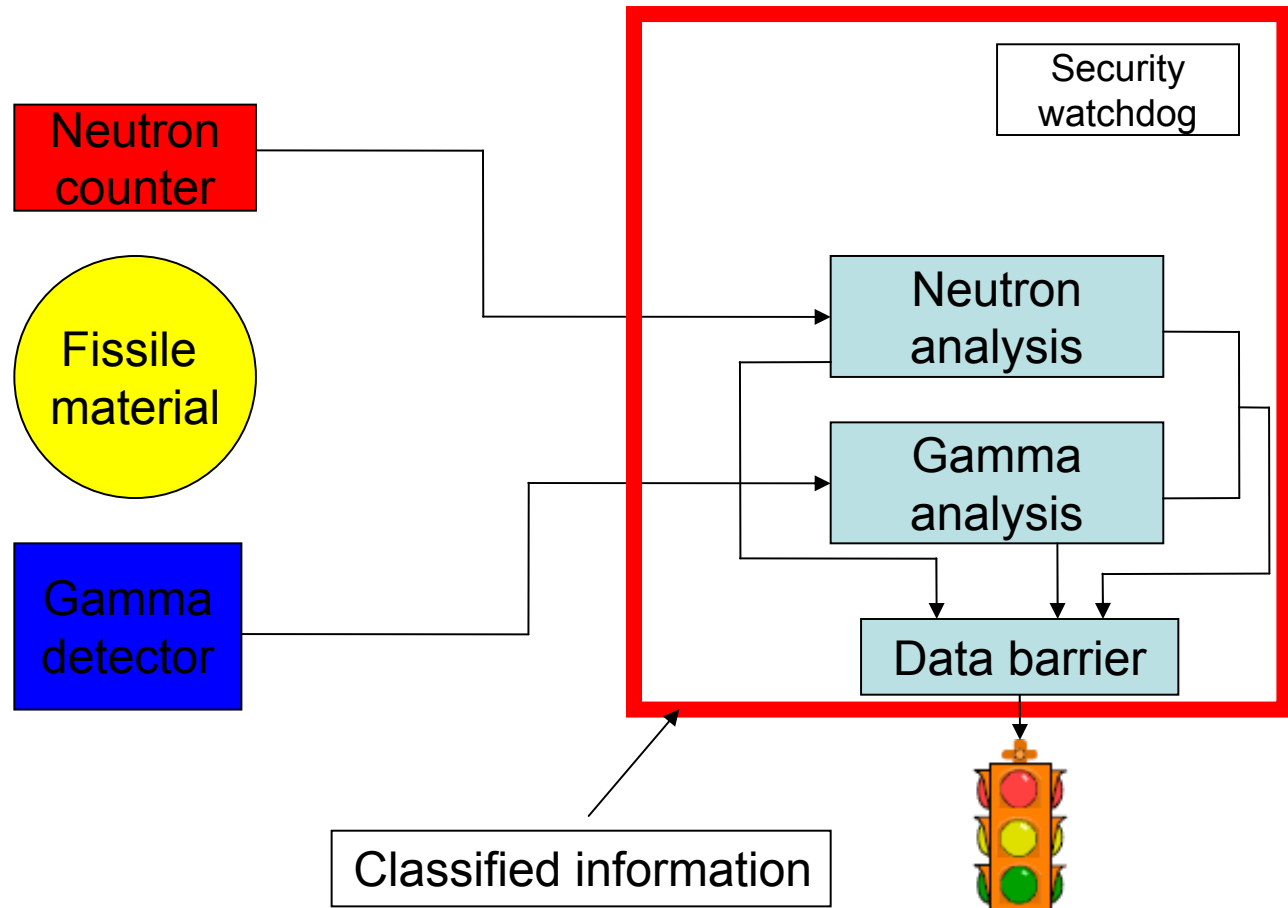 Security
watchdog
Neutron
counter
Neutron
analysis
Fissile
material
Gamma
analysis
Gamma
detector
Data barrier
Classified information